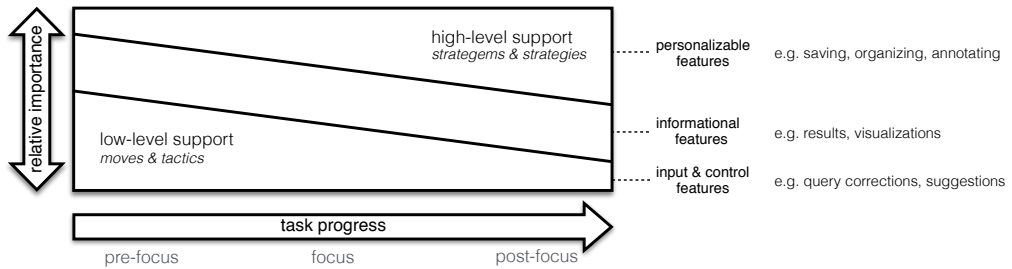 relative importance
high-level support
strategems & strategies
low-level support
moves & tactics
personalizable
features
e.g. saving, organizing, annotating
informational
features
e.g. results, visualizations
input & control
features
e.g. query corrections, suggestions
task progress
pre-focus
focus
post-focus